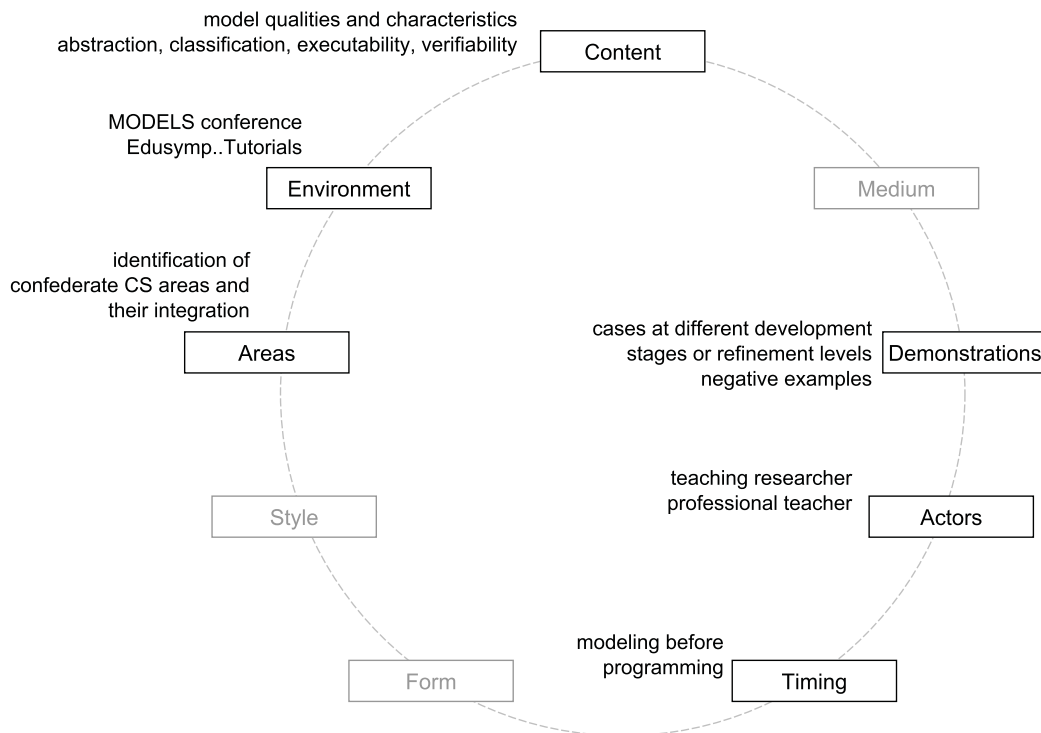 model qualities and characteristics
abstraction, classification, executability, verifiability
Content
MODELS conference
Edusymp..Tutorials
Environment
Medium
identification of
confederate CS areas and
their integration
Areas
cases at different development
stages or refinement levels
negative examples
Demonstrations
teaching researcher
professional teacher
Actors
Style
modeling before
programming
Timing
Form